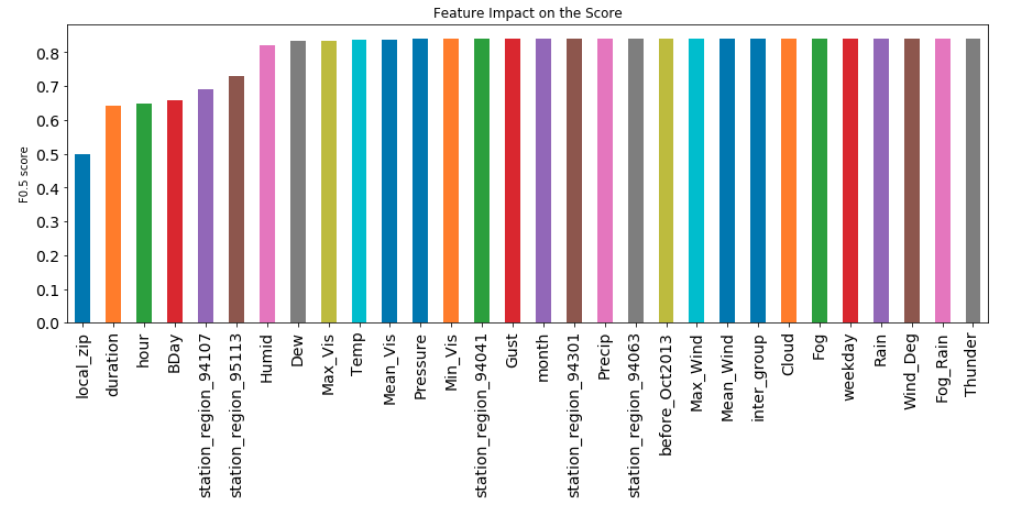 Feature Impact on the Score
F0.5 score
0.8
0.7
0.6
0.5
0.4
0.3
0.2
0.1
0.0
local_zip
duration
hour
BDay
station_region_94107
station_region_95113
Humid
Dew
Max_Vis
Temp
Mean_Vis
Pressure
Min_Vis
station_region_94041
Gust
month
station_region_94301
Precip
station_region_94063
before_Oct2013
Max_Wind
Mean_Wind
inter_group
Cloud
Fog
weekday
Rain
Wind_Deg
Fog_Rain
Thunder